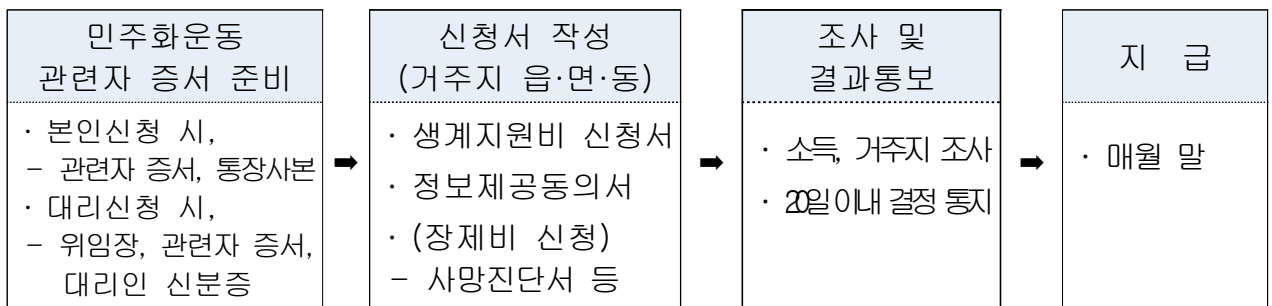 민주화운동
관련자 증서 준비
· 본인신청 시,
- 관련자 증서, 통장사본
· 대리신청 시,
- 위임장, 관련자 증서,
대리인 신분증
➡
신청서 작성
(거주지 읍·면·동)
· 생계지원비 신청서
· 정보제공동의서
· (장제비 신청)
- 사망진단서 등
➡
조사 및
결과통보
· 소득, 거주지 조사
· 20일이내 결정 통지
➡
지 급
· 매월 말